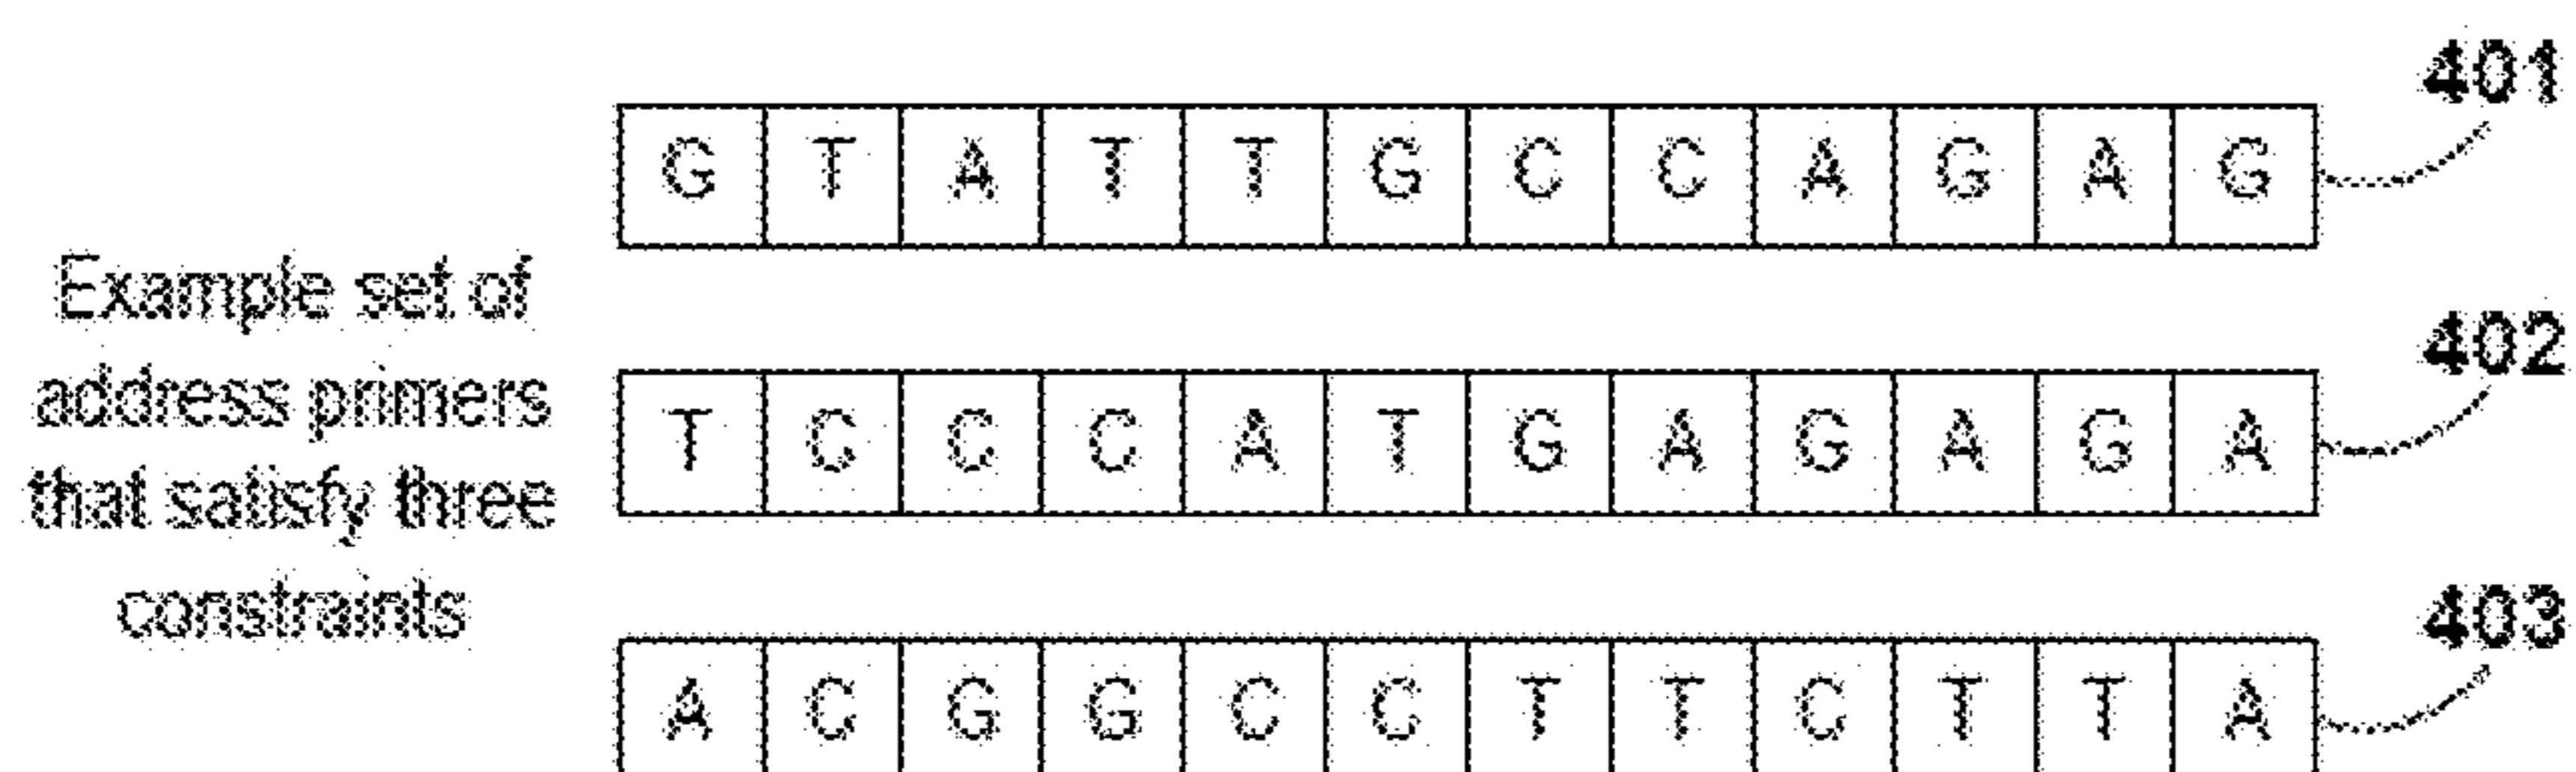 401
G T A T T G C C A G A G
Example set of
address primers
that satisfy three
constraints
402
T C C C A T G A G A G A
403
A C G G C C T T C T T A